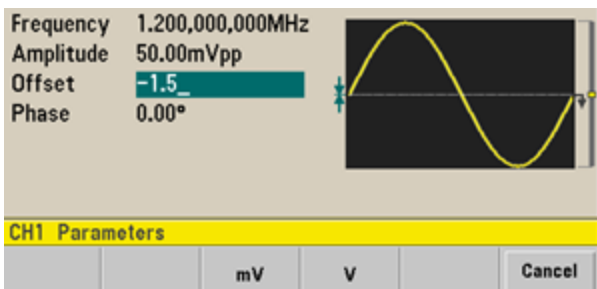 Frequency 1.200,000,000MHz
Amplitude 50.00mVpp
Offset -1.5_
Phase 0.00°
CH1 Parameters
mV V Cancel